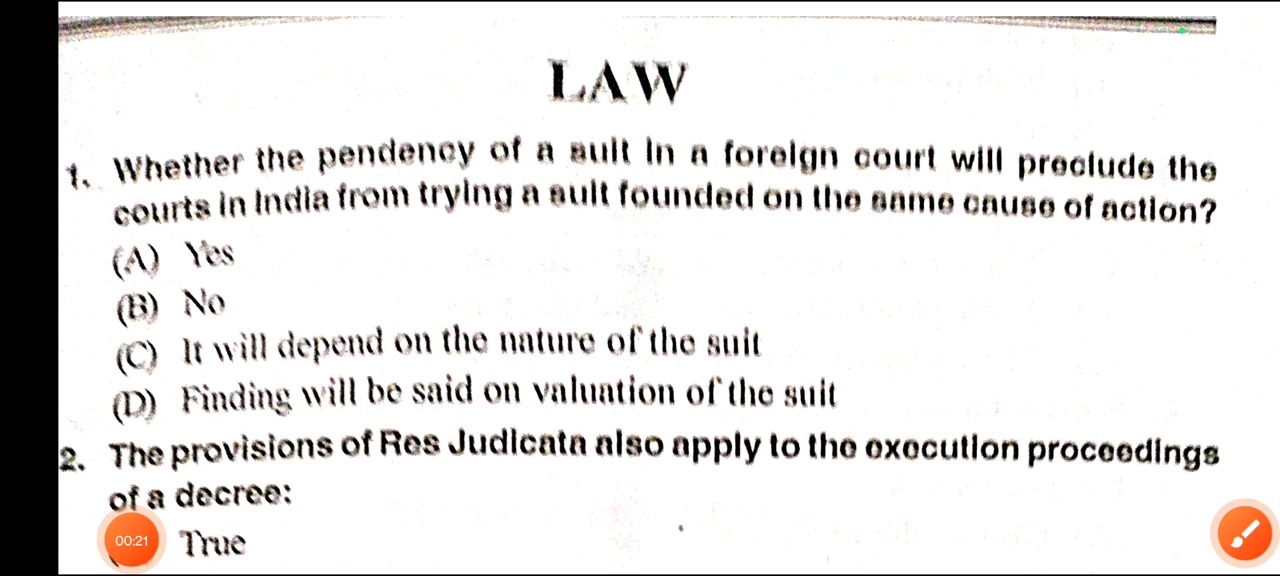 LAW
1. Whether the pendency of a suit in a foreign court will preclude the
courts in India from trying a suit founded on the same cause of action?
(A) Yes
(B) No
(C) It will depend on the nature of the suit
(D) Finding will be said on valuation of the suit
2. The provisions of Res Judicata also apply to the execution proceedings
of a decree:
00:21 True